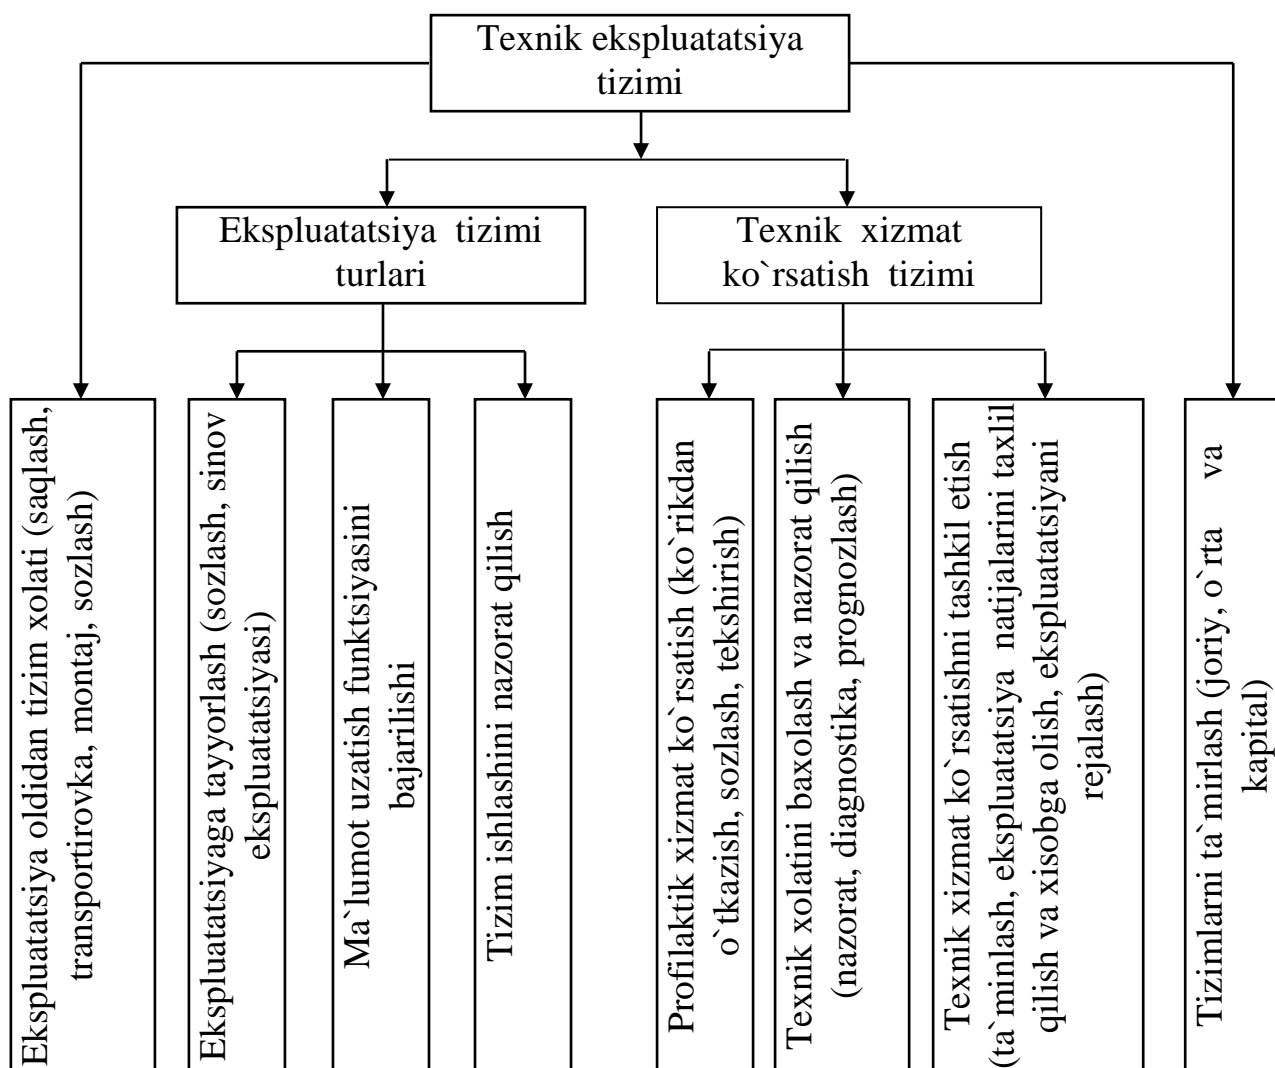 Texnik ekspluatatsiya
tizimi
Ekspluatatsiya tizimi
turlari
Texnik xizmat
ko`rsatish tizimi
Ekspluatatsiya oldidan tizim xolati (saqlash,
transportirovka, montaj, sozlash)
Ekspluatatsiyaga tayyorlash (sozlash, sinov
ekspluatatsiyasi)
Ma`lumot uzatish funktsiyasini
bajarilishi
Tizim ishlashini nazorat qilish
Profilaktik xizmat ko`rsatish (ko`rikdan
o`tkazish, sozlash, tekshirish)
Texnik xolatini baxolash va nazorat qilish
(nazorat, diagnostika, prognozlash)
Texnik xizmat ko`rsatishni tashkil etish
(ta`minlash, ekspluatatsiya natijalarini taxlil
qilish va xisobga olish, ekspluatatsiyani
rejalash)
Tizimlarni ta`mirlash (joriy, o`rta va
kapital)